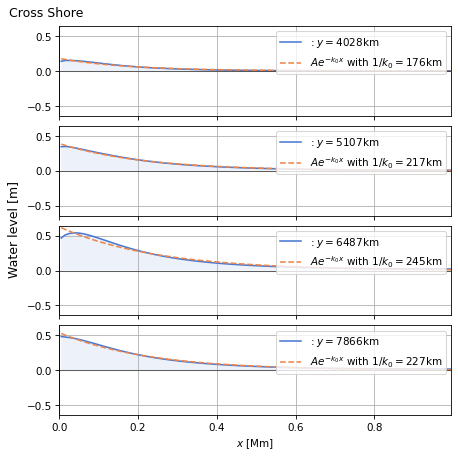 Cross Shore
Water level [m]
0.5
0.0
−0.5
: y = 4028km
Ae^{−k₀x} with 1/k₀ = 176km
0.5
0.0
−0.5
: y = 5107km
Ae^{−k₀x} with 1/k₀ = 217km
0.5
0.0
−0.5
: y = 6487km
Ae^{−k₀x} with 1/k₀ = 245km
0.5
0.0
−0.5
: y = 7866km
Ae^{−k₀x} with 1/k₀ = 227km
0.0 0.2 0.4 0.6 0.8
x [Mm]